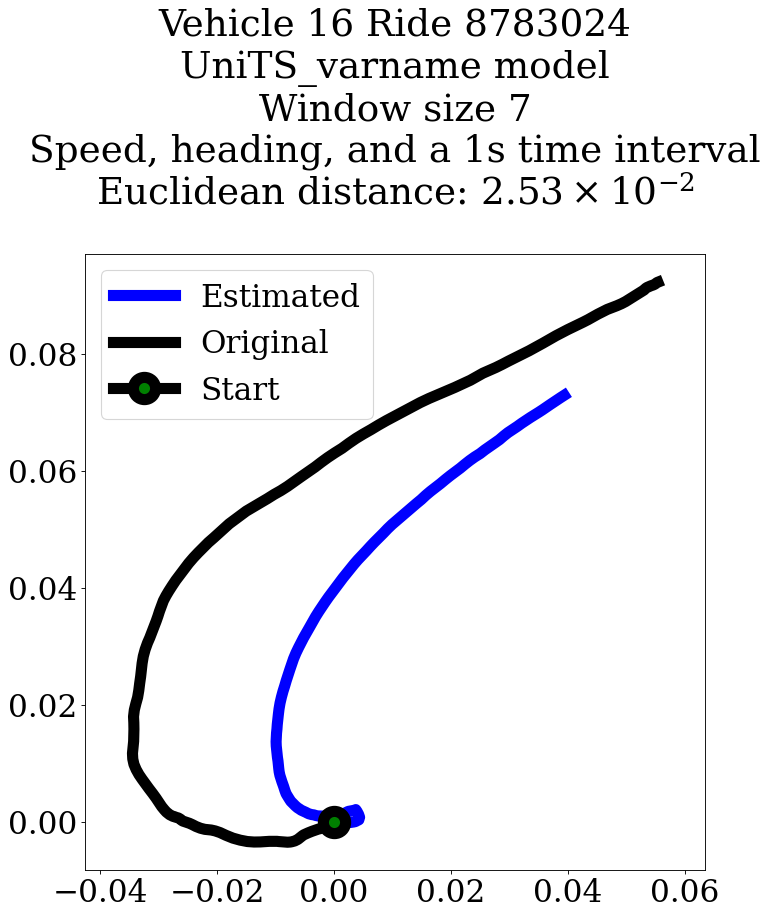 Vehicle 16 Ride 8783024
UniTS_varname model
Window size 7
Speed, heading, and a 1s time interval
Euclidean distance: 2.53 × 10⁻²
Estimated
Original
Start
0.08
0.06
0.04
0.02
0.00
−0.04 −0.02 0.00 0.02 0.04 0.06